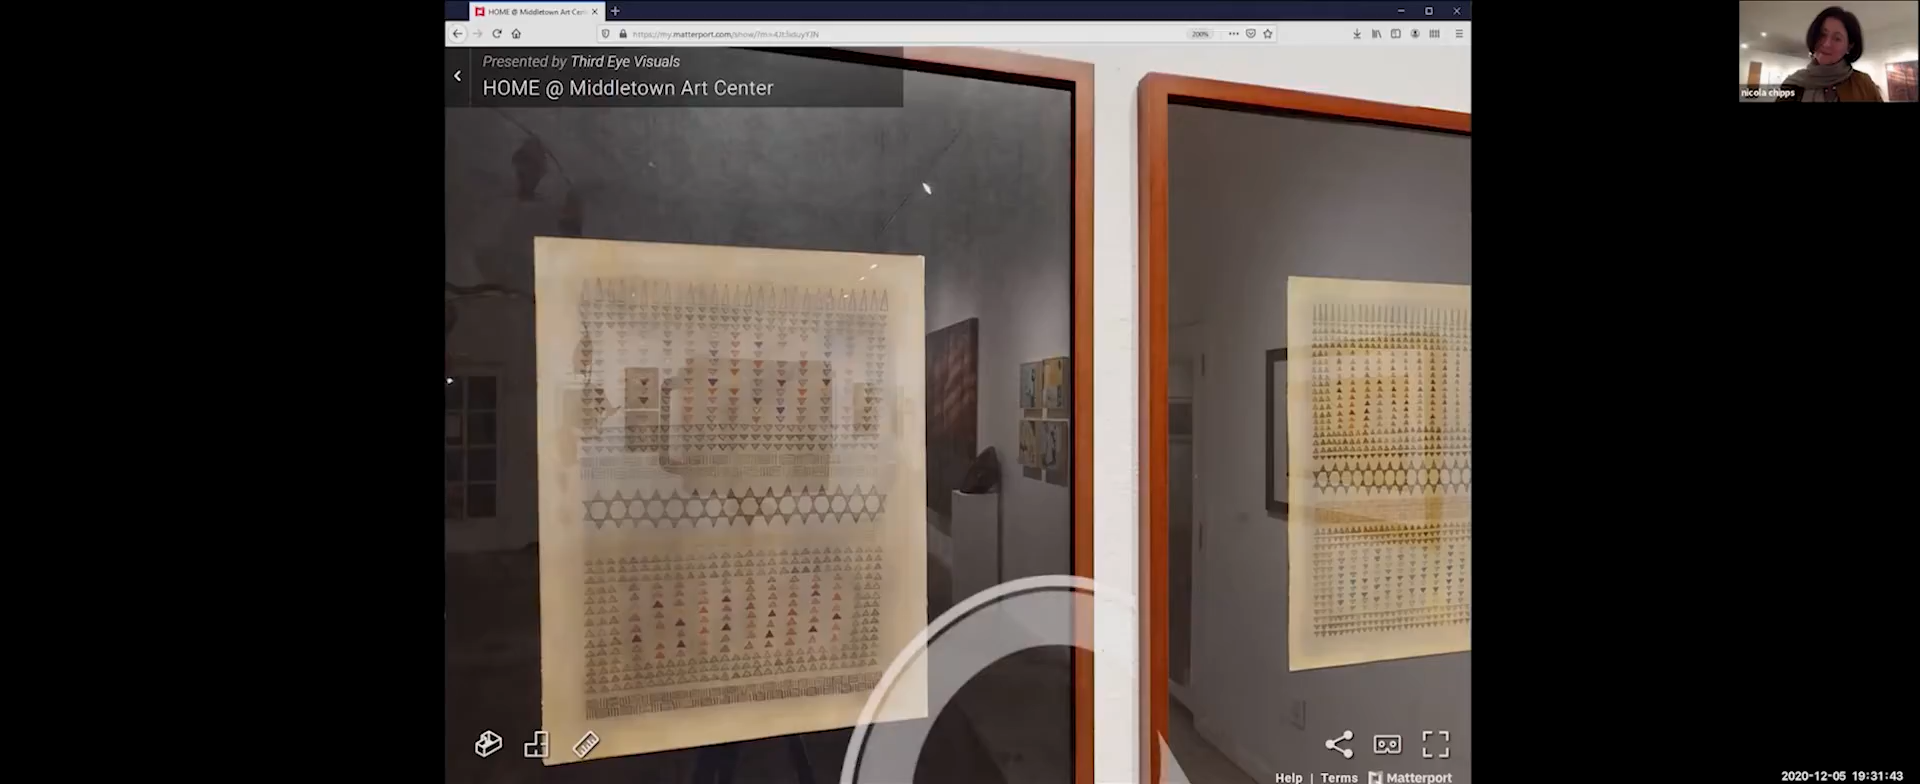 HOME @ Middletown Art Cen
200%
Presented by Third Eye Visuals
HOME @ Middletown Art Center
nicola chipps
Help | Terms Matterport
2020-12-05 19:31:43